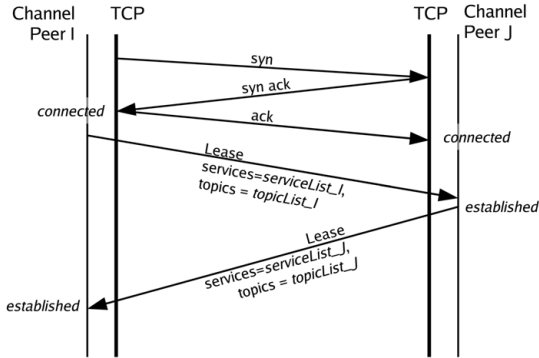 Channel
Peer I
TCP
TCP
Channel
Peer J
syn
syn ack
connected
ack
connected
Lease
services=serviceList_I,
topics = topicList_I
established
Lease
services=serviceList_J,
topics = topicList_J
established